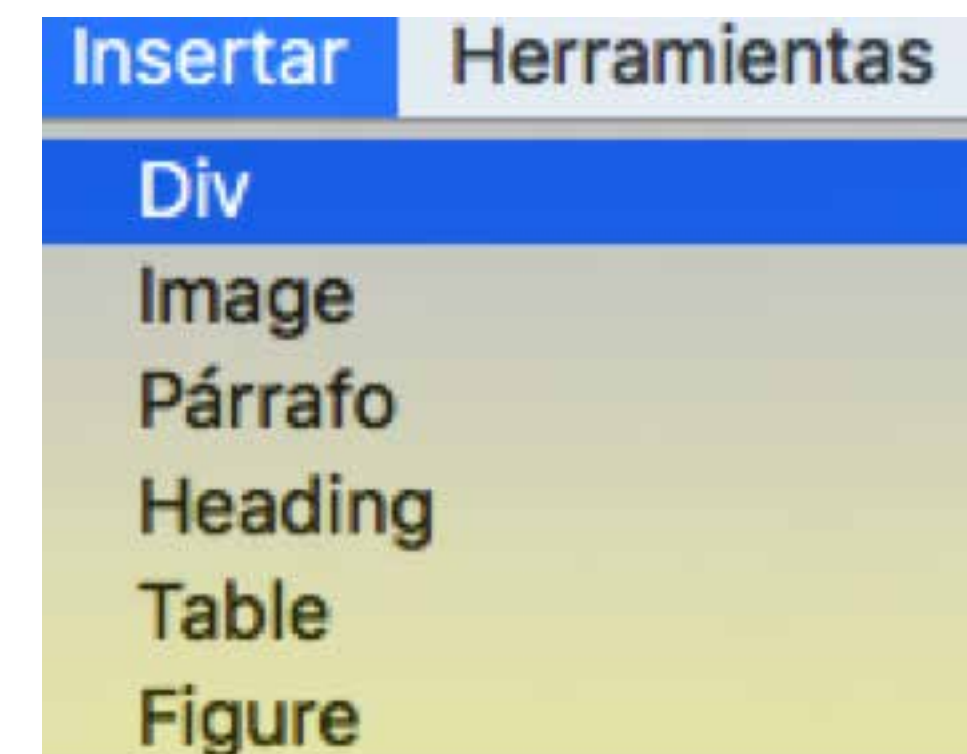 Insertar Herramientas
Div
Image
Párrafo
Heading
Table
Figure